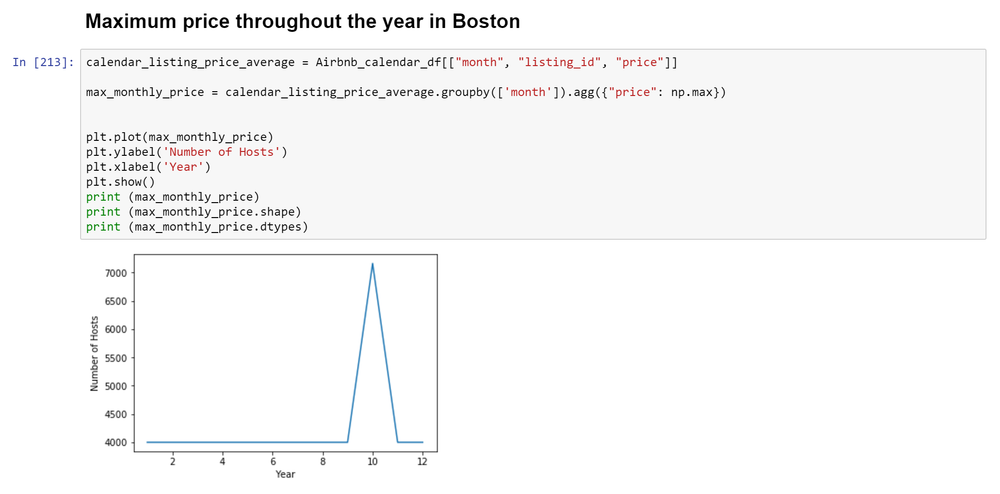 Maximum price throughout the year in Boston
In [213]:
calendar_listing_price_average = Airbnb_calendar_df[["month", "listing_id", "price"]]
max_monthly_price = calendar_listing_price_average.groupby(['month']).agg({"price": np.max})
plt.plot(max_monthly_price)
plt.ylabel('Number of Hosts')
plt.xlabel('Year')
plt.show()
print (max_monthly_price)
print (max_monthly_price.shape)
print (max_monthly_price.dtypes)
7000
6500
6000
5500
5000
4500
4000
Number of Hosts
2 4 6 8 10 12
Year